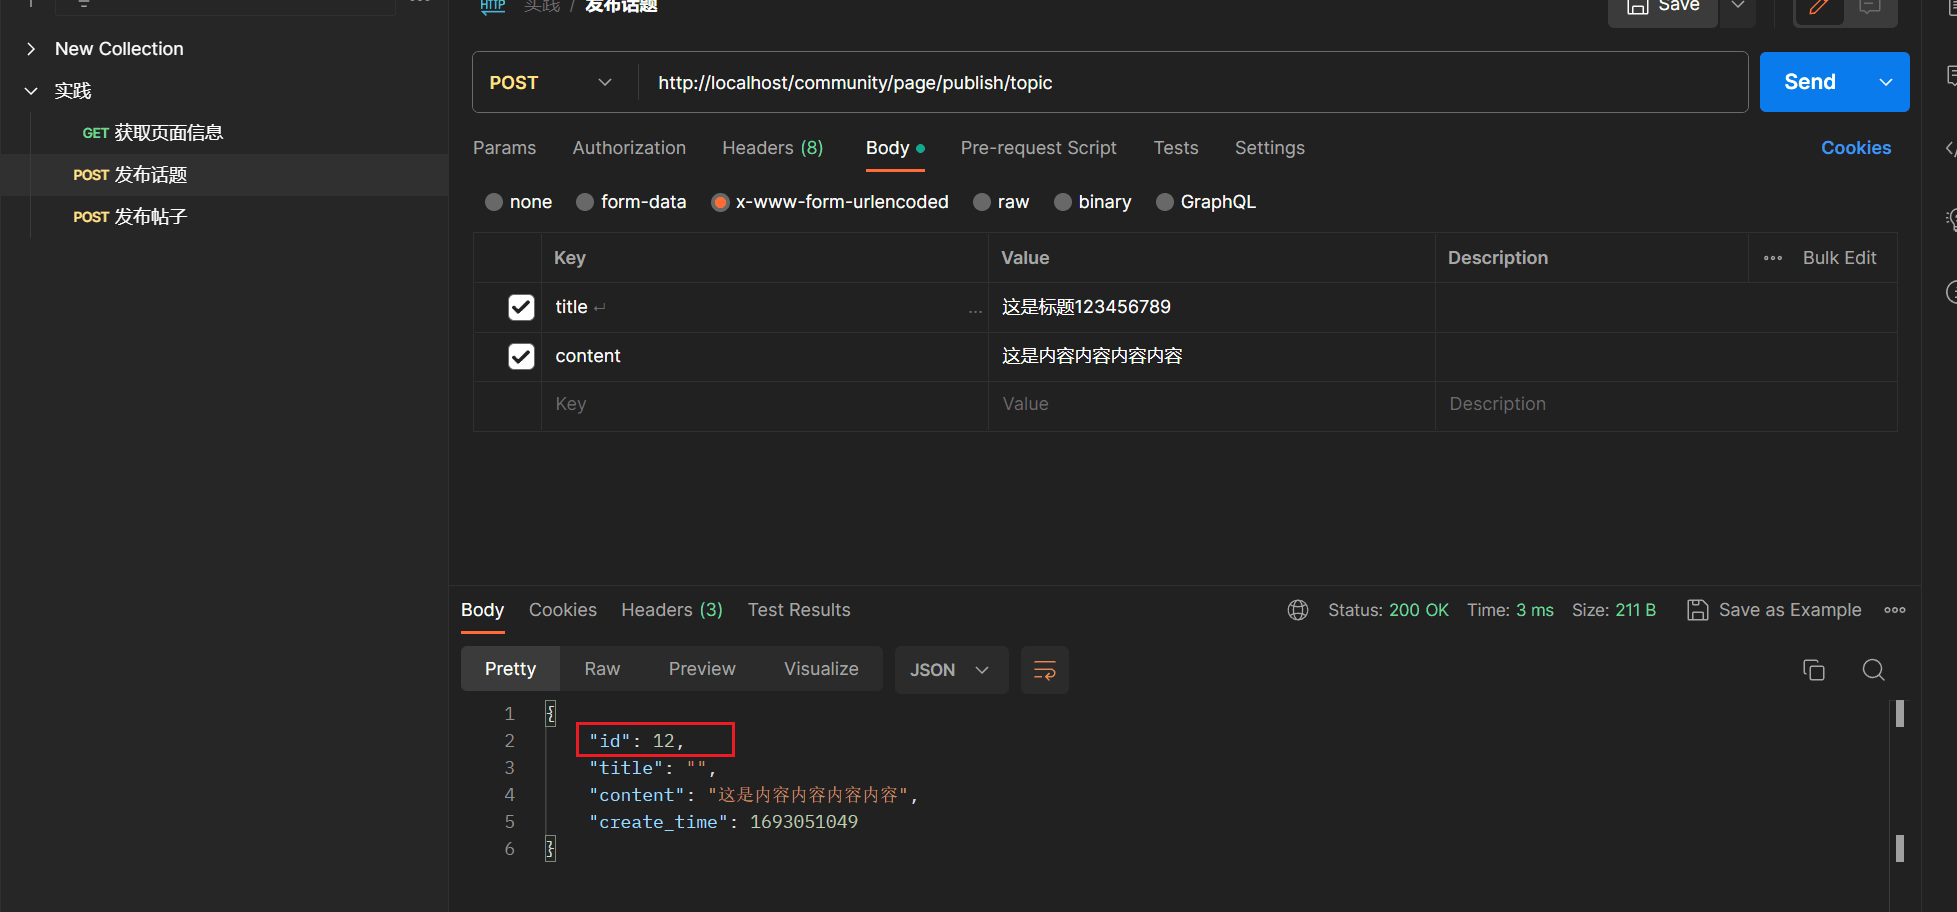 HTTP 实践 / 发布话题
Save
New Collection
实践
GET 获取页面信息
POST 发布话题
POST 发布帖子
POST http://localhost/community/page/publish/topic
Send
Params Authorization Headers (8) Body Pre-request Script Tests Settings Cookies
none form-data x-www-form-urlencoded raw binary GraphQL
Key Value Description ••• Bulk Edit
title ↵ ... 这是标题123456789
content 这是内容内容内容内容
Key Value Description
Body Cookies Headers (3) Test Results Status: 200 OK Time: 3 ms Size: 211 B Save as Example
Pretty Raw Preview Visualize JSON
1 {
2 "id": 12,
3 "title": "",
4 "content": "这是内容内容内容内容",
5 "create_time": 1693051049
6 }